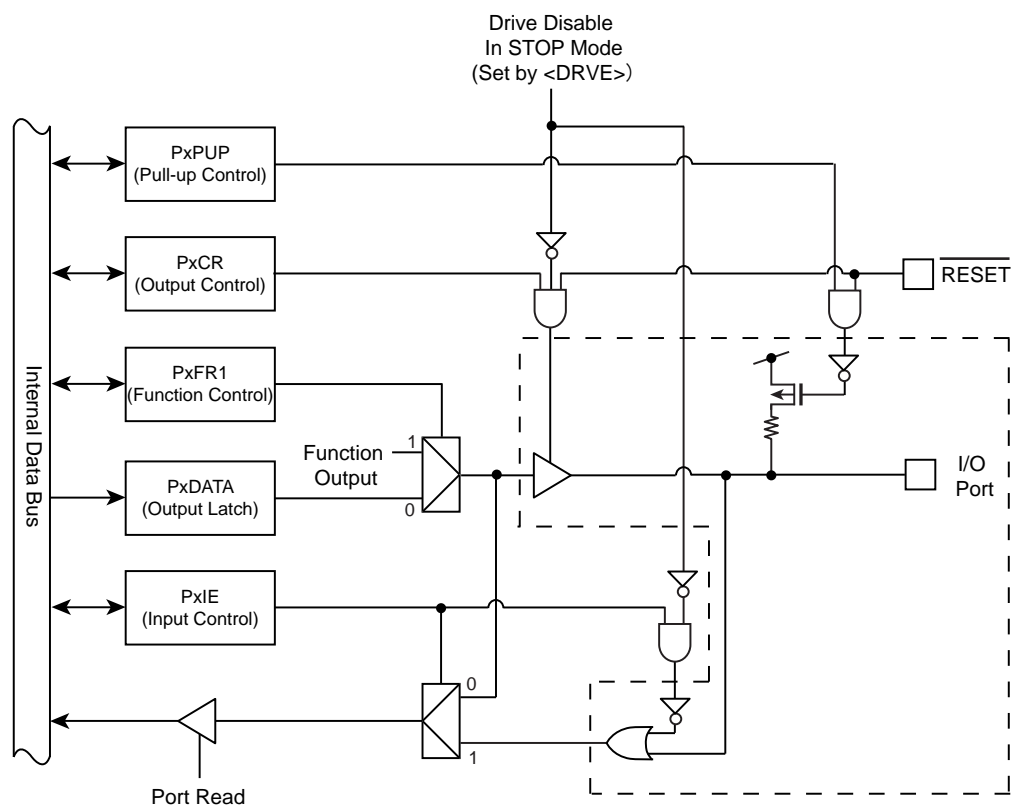 Drive Disable
In STOP Mode
(Set by <DRVE>)
PxPUP
(Pull-up Control)
PxCR
(Output Control)
RESET
PxFR1
(Function Control)
Internal Data Bus
1
Function
Output
0
PxDATA
(Output Latch)
I/O
Port
PxIE
(Input Control)
0
1
Port Read